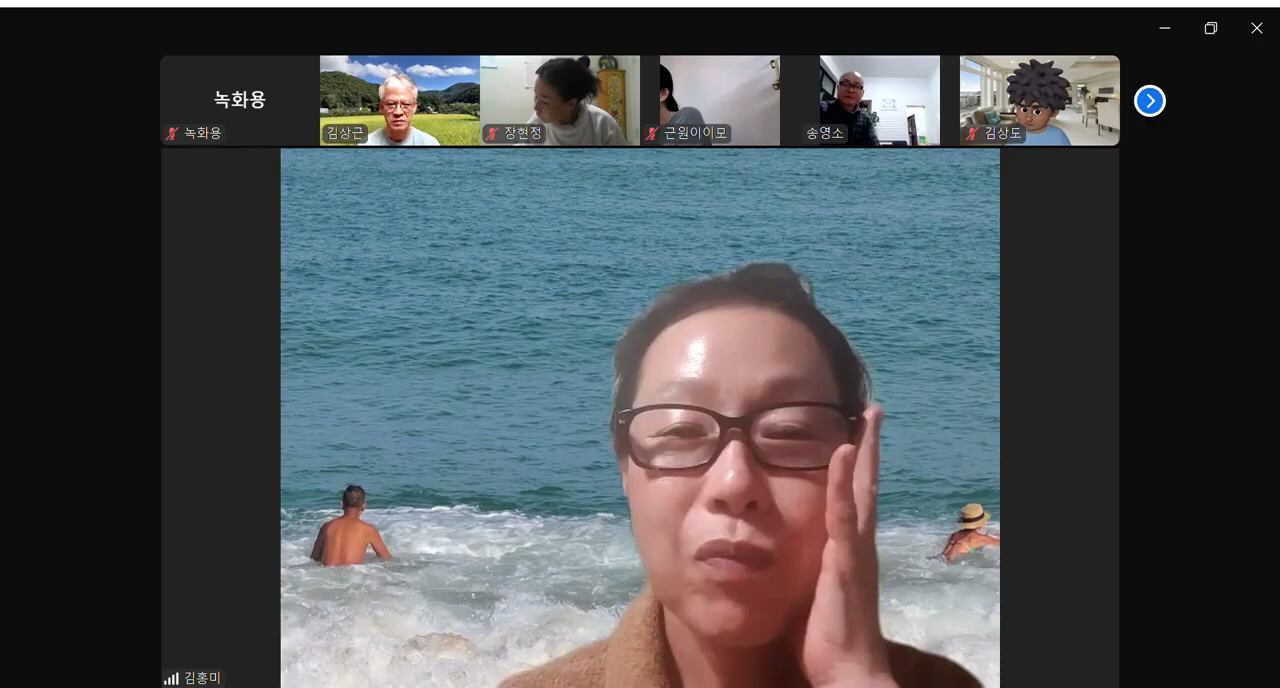 녹화용
녹화용
김상근
장현정
근원이이모
송영소
김상도
김홍미